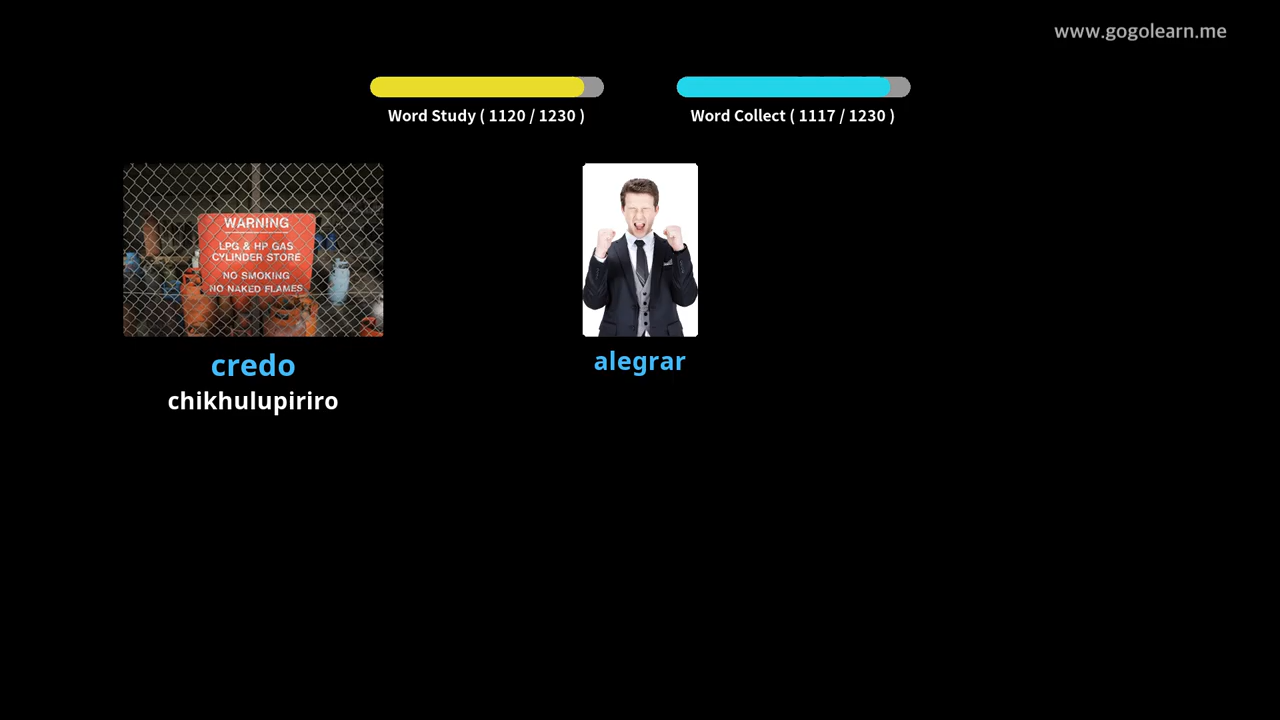 www.gogolearn.me
Word Study ( 1120 / 1230 )
Word Collect ( 1117 / 1230 )
WARNING
LPG & HP GAS
CYLINDER STORE
NO SMOKING
NO NAKED FLAMES
credo
chikhulupiriro
alegrar